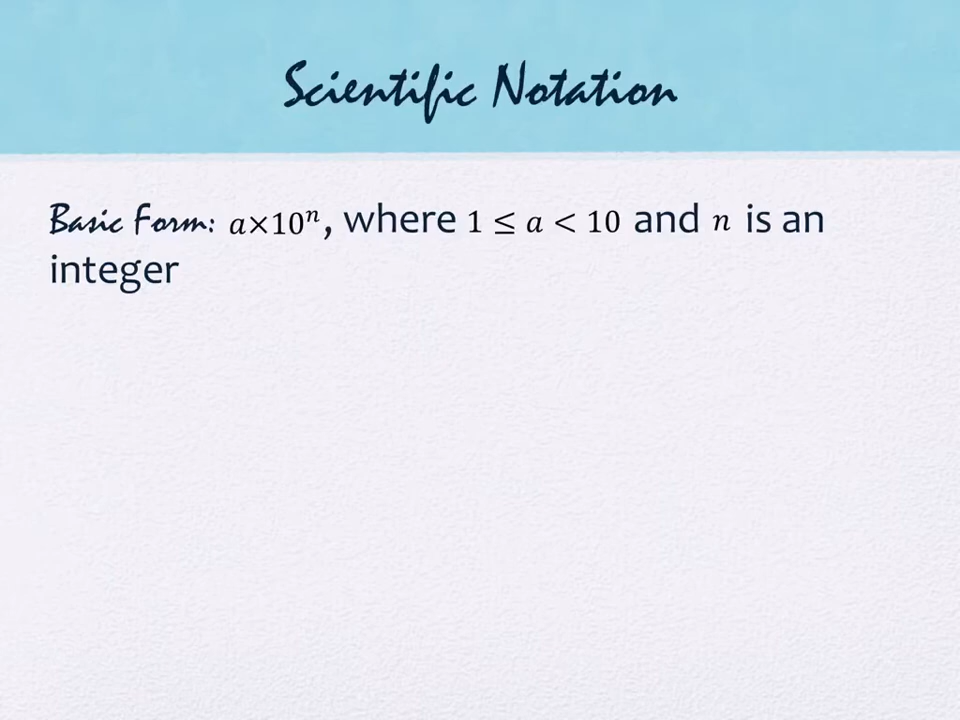 Scientific Notation
Basic Form: a×10ⁿ, where 1 ≤ a < 10 and n is an
integer